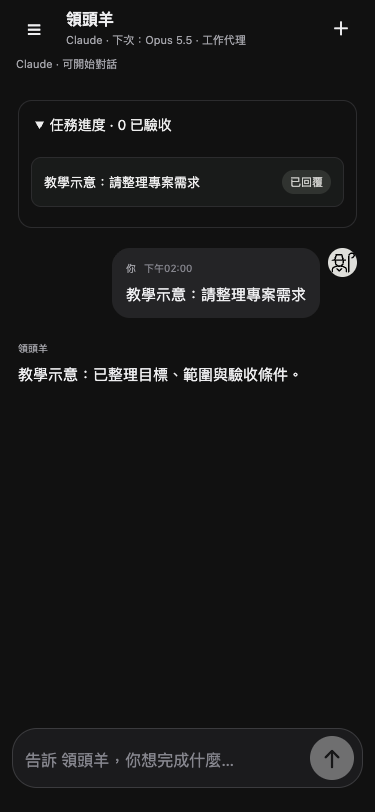 領頭羊
Claude · 下次：Opus 5.5 · 工作代理
Claude · 可開始對話
▼ 任務進度 · 0 已驗收
教學示意：請整理專案需求 已回覆
你 下午02:00
教學示意：請整理專案需求
領頭羊
教學示意：已整理目標、範圍與驗收條件。
告訴 領頭羊，你想完成什麼…